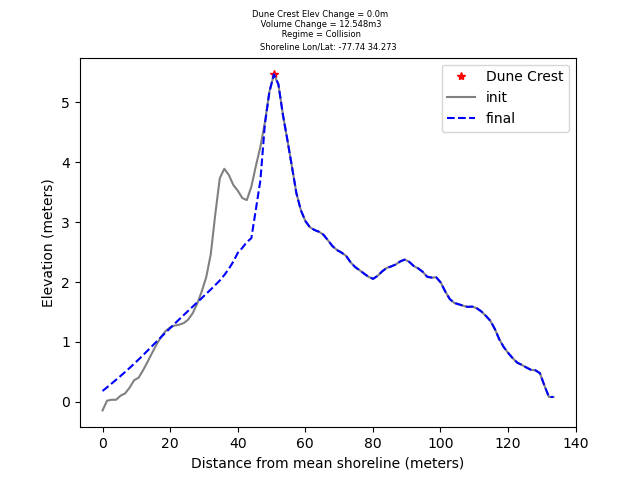 Dune Crest Elev Change = 0.0m
Volume Change = 12.548m3
Regime = Collision
Shoreline Lon/Lat: -77.74 34.273
Dune Crest
init
final
Elevation (meters)
5
4
3
2
1
0
0 20 40 60 80 100 120 140
Distance from mean shoreline (meters)